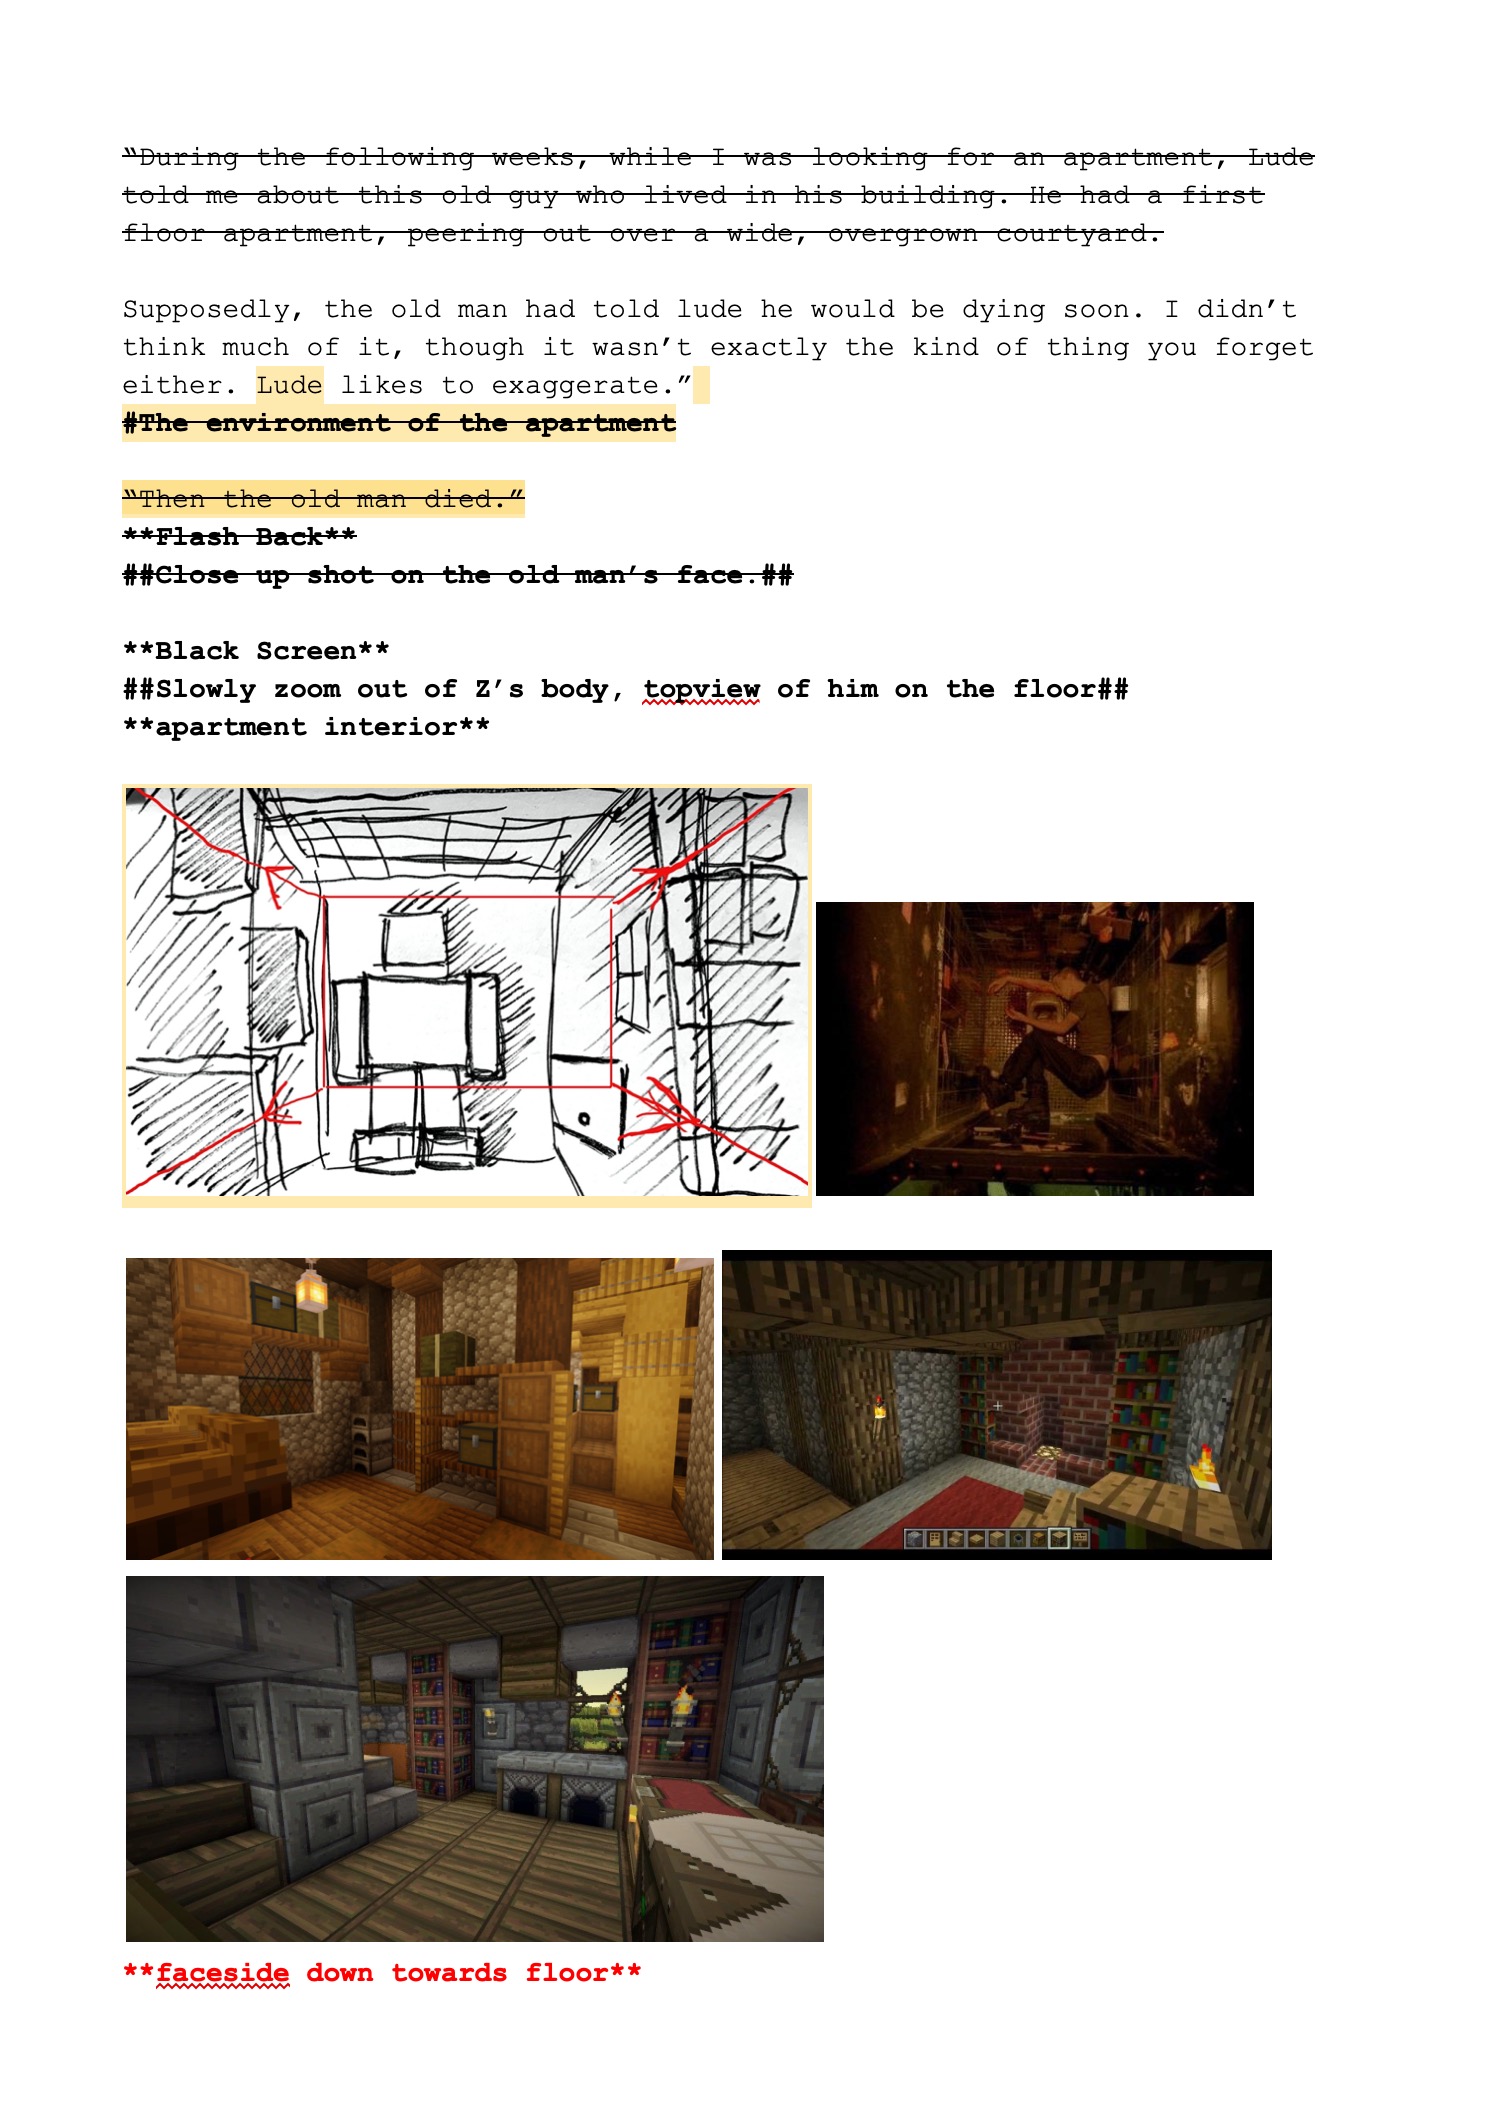 “During the following weeks, while I was looking for an apartment, Lude
told me about this old guy who lived in his building. He had a first
floor apartment, peering out over a wide, overgrown courtyard.
Supposedly, the old man had told lude he would be dying soon. I didn’t
think much of it, though it wasn’t exactly the kind of thing you forget
either. Lude likes to exaggerate.”
#The environment of the apartment
“Then the old man died.”
**Flash Back**
##Close up shot on the old man’s face.##
**Black Screen**
##Slowly zoom out of Z’s body, topview of him on the floor##
**apartment interior**
**faceside down towards floor**